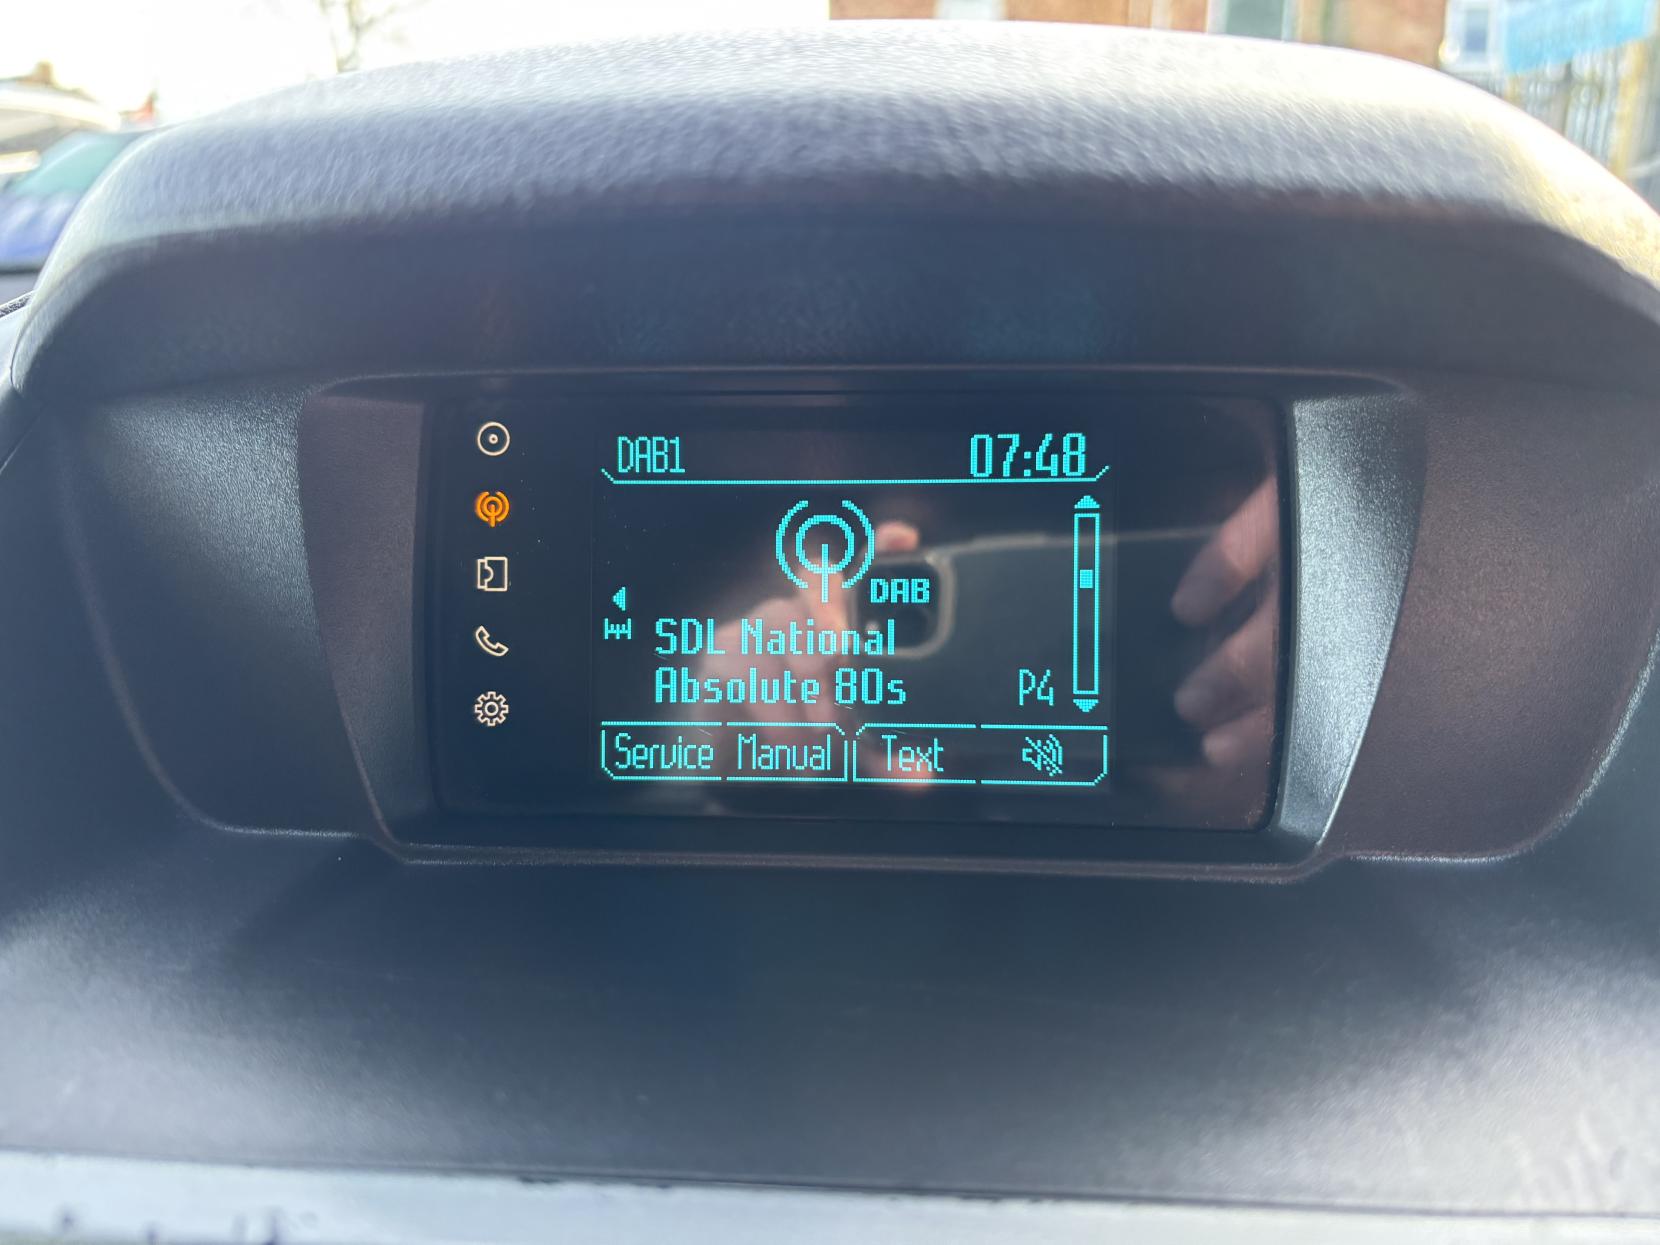 DAB1 07:48
DAB
SDL National
Absolute 80s P4
Service Manual Text